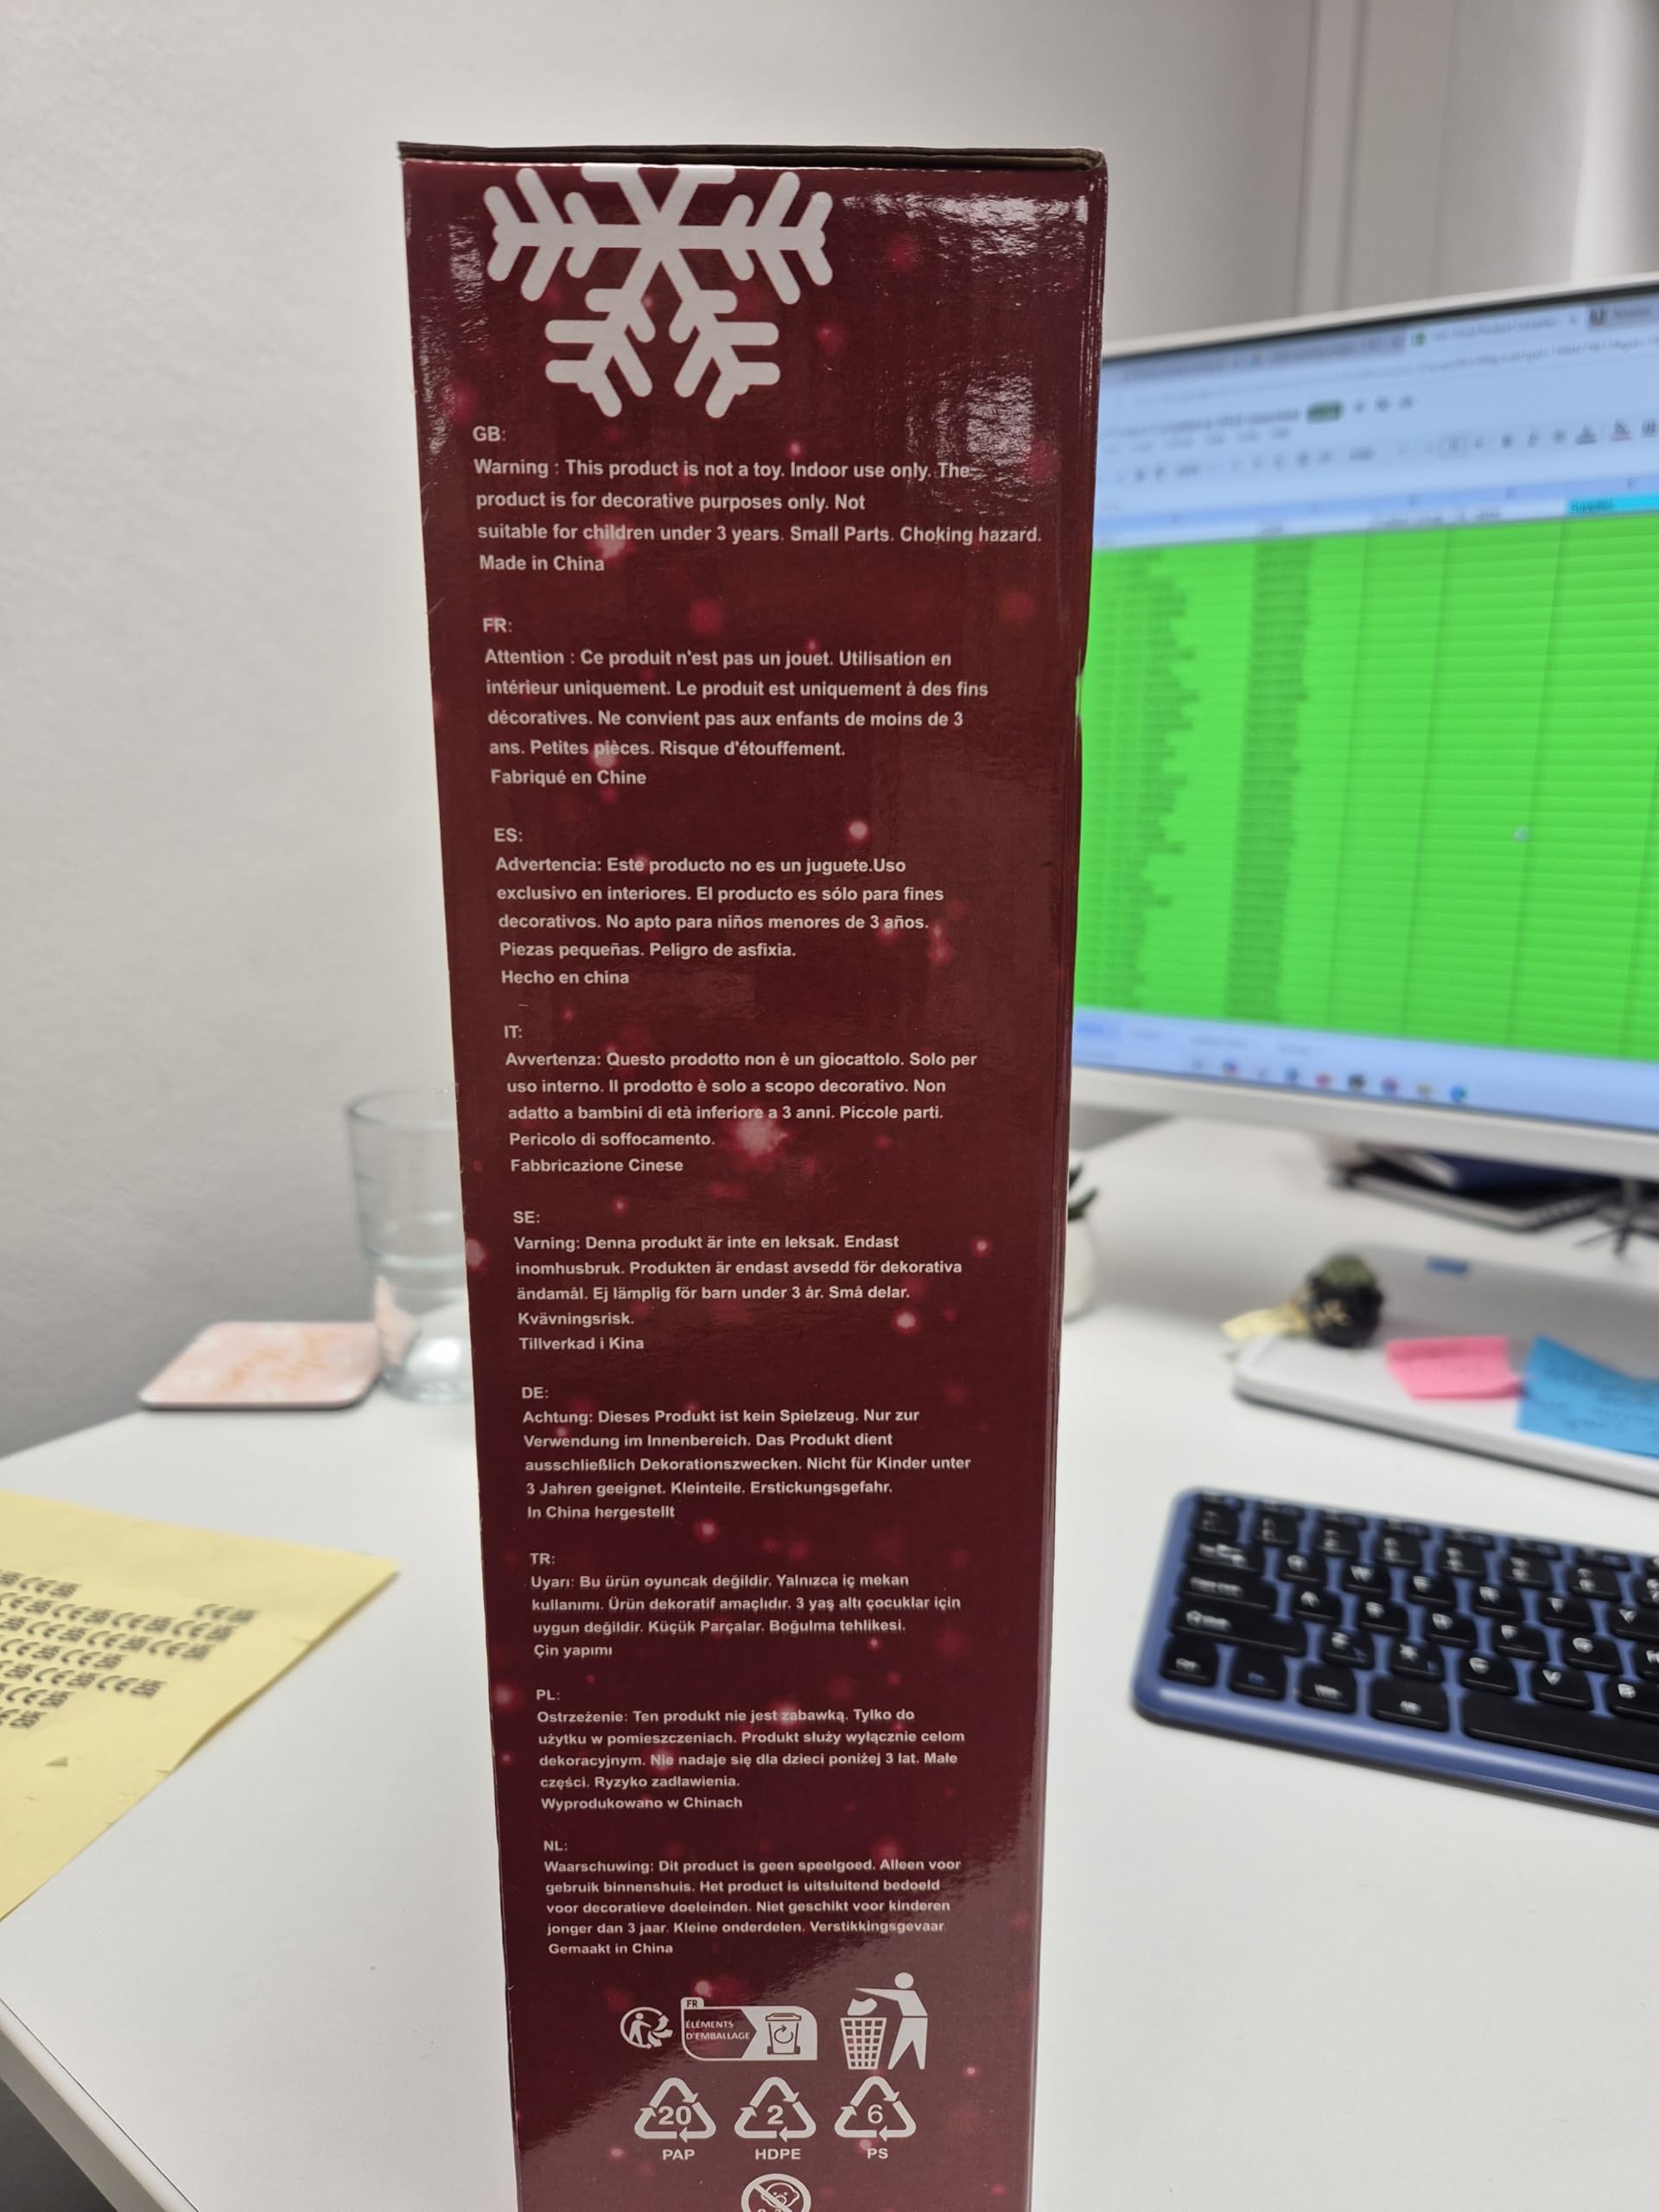 GB:
Warning : This product is not a toy. Indoor use only. The
product is for decorative purposes only. Not
suitable for children under 3 years. Small Parts. Choking hazard.
Made in China
FR:
Attention : Ce produit n'est pas un jouet. Utilisation en
intérieur uniquement. Le produit est uniquement à des fins
décoratives. Ne convient pas aux enfants de moins de 3
ans. Petites pièces. Risque d'étouffement.
Fabriqué en Chine
ES:
Advertencia: Este producto no es un juguete.Uso
exclusivo en interiores. El producto es sólo para fines
decorativos. No apto para niños menores de 3 años.
Piezas pequeñas. Peligro de asfixia.
Hecho en china
IT:
Avvertenza: Questo prodotto non è un giocattolo. Solo per
uso interno. Il prodotto è solo a scopo decorativo. Non
adatto a bambini di età inferiore a 3 anni. Piccole parti.
Pericolo di soffocamento.
Fabbricazione Cinese
SE:
Varning: Denna produkt är inte en leksak. Endast
inomhusbruk. Produkten är endast avsedd för dekorativa
ändamål. Ej lämplig för barn under 3 år. Små delar.
Kvävningsrisk.
Tillverkad i Kina
DE:
Achtung: Dieses Produkt ist kein Spielzeug. Nur zur
Verwendung im Innenbereich. Das Produkt dient
ausschließlich Dekorationszwecken. Nicht für Kinder unter
3 Jahren geeignet. Kleinteile. Erstickungsgefahr.
In China hergestellt
TR:
Uyarı: Bu ürün oyuncak değildir. Yalnızca iç mekan
kullanımı. Ürün dekoratif amaçlıdır. 3 yaş altı çocuklar için
uygun değildir. Küçük Parçalar. Boğulma tehlikesi.
Çin yapımı
PL:
Ostrzeżenie: Ten produkt nie jest zabawką. Tylko do
użytku w pomieszczeniach. Produkt służy wyłącznie celom
dekoracyjnym. Nie nadaje się dla dzieci poniżej 3 lat. Małe
części. Ryzyko zadławienia.
Wyprodukowano w Chinach
NL:
Waarschuwing: Dit product is geen speelgoed. Alleen voor
gebruik binnenshuis. Het product is uitsluitend bedoeld
voor decoratieve doeleinden. Niet geschikt voor kinderen
jonger dan 3 jaar. Kleine onderdelen. Verstikkingsgevaar
Gemaakt in China
FR
ÉLÉMENTS
D'EMBALLAGE
20 2 6
PAP HDPE PS